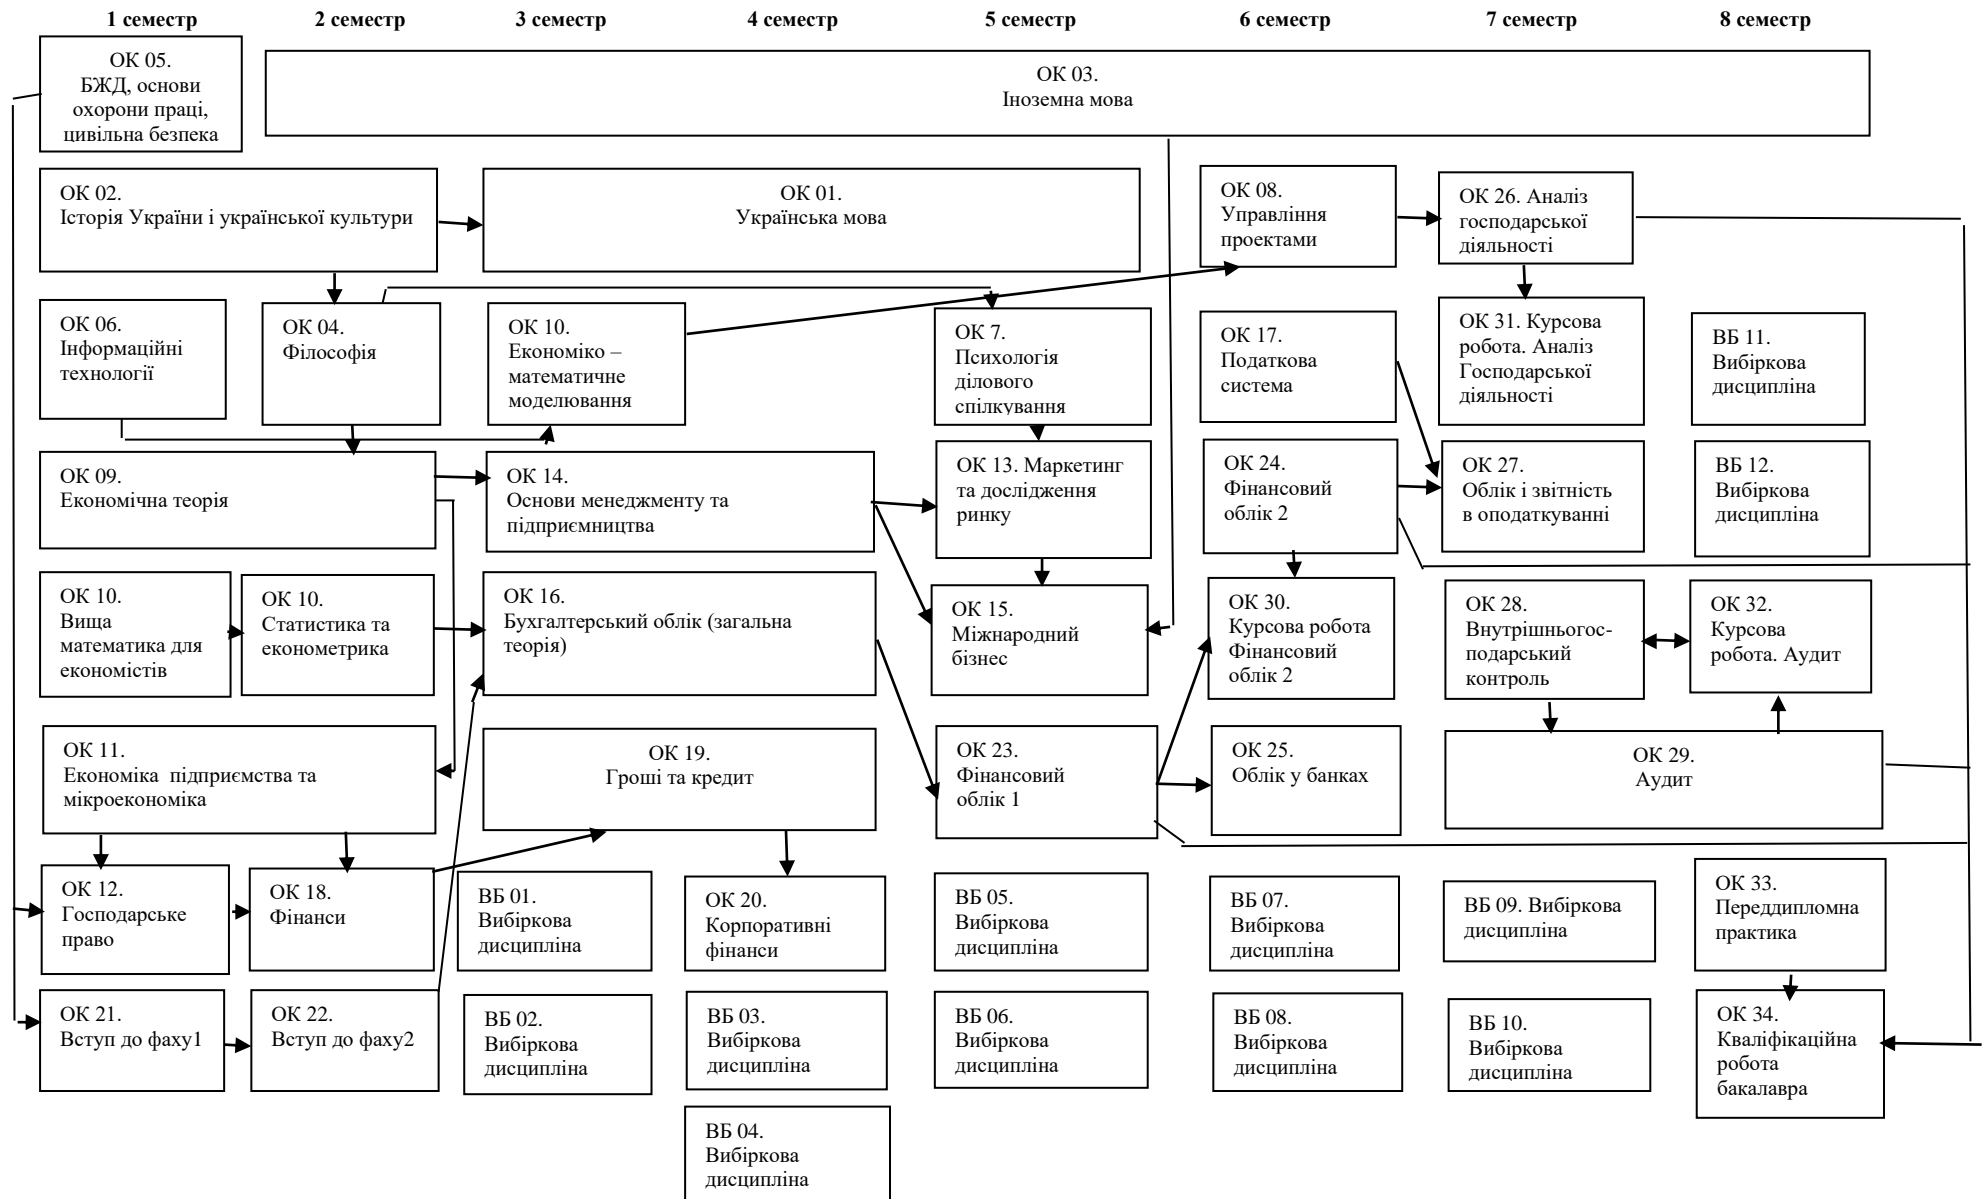 1 семестр
2 семестр
3 семестр
4 семестр
5 семестр
6 семестр
7 семестр
8 семестр
ОК 05.
БЖД, основи
охорони праці,
цивільна безпека
ОК 03.
Іноземна мова
ОК 02.
Історія України і української культури
ОК 01.
Українська мова
ОК 08.
Управління
проектами
ОК 26. Аналіз
господарської
діяльності
ОК 06.
Інформаційні
технології
ОК 04.
Філософія
ОК 10.
Економіко –
математичне
моделювання
ОК 7.
Психологія
ділового
спілкування
ОК 17.
Податкова
система
ОК 31. Курсова
робота. Аналіз
Господарської
діяльності
ВБ 11.
Вибіркова
дисципліна
ОК 09.
Економічна теорія
ОК 14.
Основи менеджменту та
підприємництва
ОК 13. Маркетинг
та дослідження
ринку
ОК 24.
Фінансовий
облік 2
ОК 27.
Облік і звітність
в оподаткуванні
ВБ 12.
Вибіркова
дисципліна
ОК 10.
Вища
математика для
економістів
ОК 10.
Статистика та
економетрика
ОК 16.
Бухгалтерський облік (загальна
теорія)
ОК 15.
Міжнародний
бізнес
ОК 30.
Курсова робота
Фінансовий
облік 2
ОК 28.
Внутрішньогос-
подарський
контроль
ОК 32.
Курсова
робота. Аудит
ОК 11.
Економіка підприємства та
мікроекономіка
ОК 19.
Гроші та кредит
ОК 23.
Фінансовий
облік 1
ОК 25.
Облік у банках
ОК 29.
Аудит
ОК 12.
Господарське
право
ОК 18.
Фінанси
ВБ 01.
Вибіркова
дисципліна
ОК 20.
Корпоративні
фінанси
ВБ 05.
Вибіркова
дисципліна
ВБ 07.
Вибіркова
дисципліна
ВБ 09. Вибіркова
дисципліна
ОК 33.
Переддипломна
практика
ОК 21.
Вступ до фаху1
ОК 22.
Вступ до фаху2
ВБ 02.
Вибіркова
дисципліна
ВБ 03.
Вибіркова
дисципліна
ВБ 06.
Вибіркова
дисципліна
ВБ 08.
Вибіркова
дисципліна
ВБ 10.
Вибіркова
дисципліна
ОК 34.
Кваліфікаційна
робота
бакалавра
ВБ 04.
Вибіркова
дисципліна